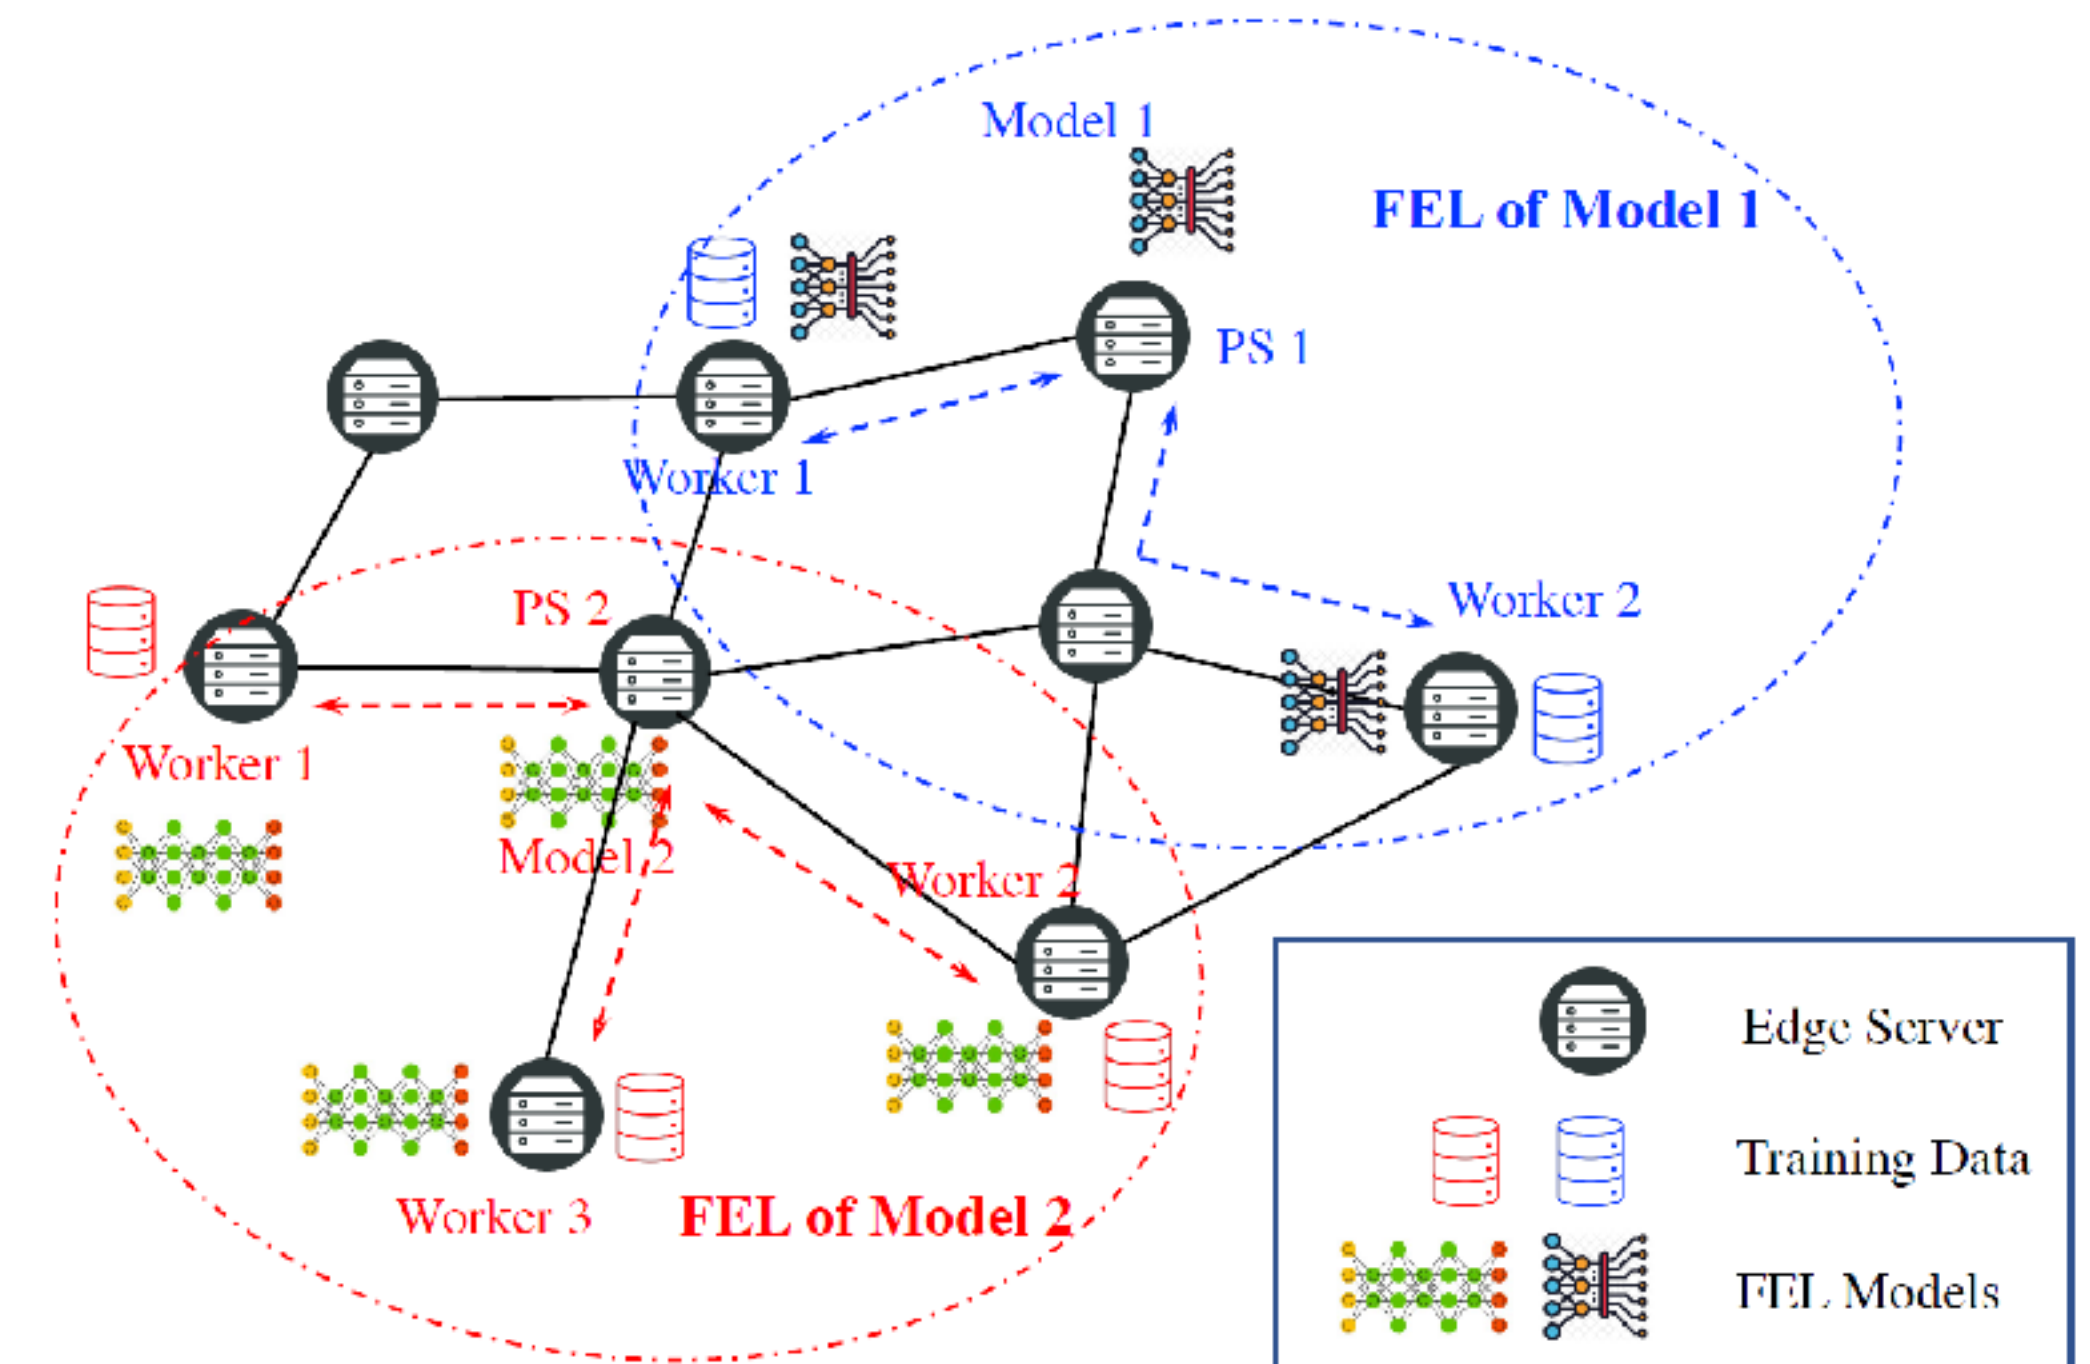 Model 1
FEL of Model 1
PS 1
Worker 1
Worker 2
PS 2
Worker 1
Model 2
Worker 2
Worker 3
FEL of Model 2
Edge Server
Training Data
FEL Models